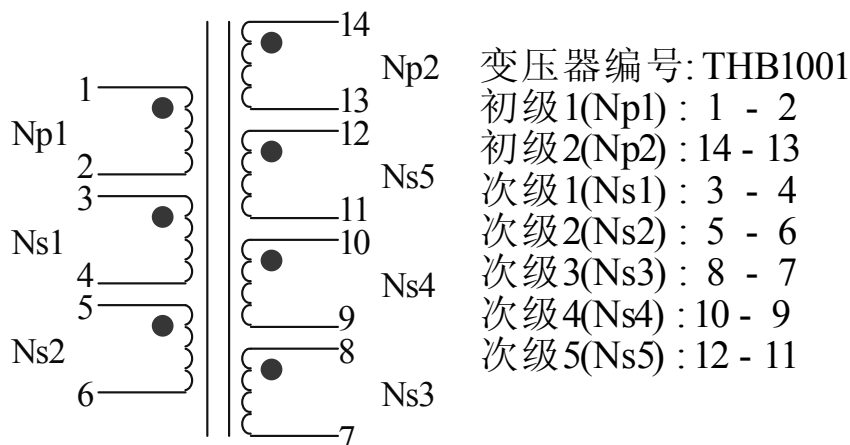 1
Np1
2
3
Ns1
4
5
Ns2
6
14
Np2
13
12
Ns5
11
10
Ns4
9
8
Ns3
7
变压器编号: THB1001
初级1(Np1) : 1 - 2
初级2(Np2) : 14 - 13
次级1(Ns1) : 3 - 4
次级2(Ns2) : 5 - 6
次级3(Ns3) : 8 - 7
次级4(Ns4) : 10 - 9
次级5(Ns5) : 12 - 11